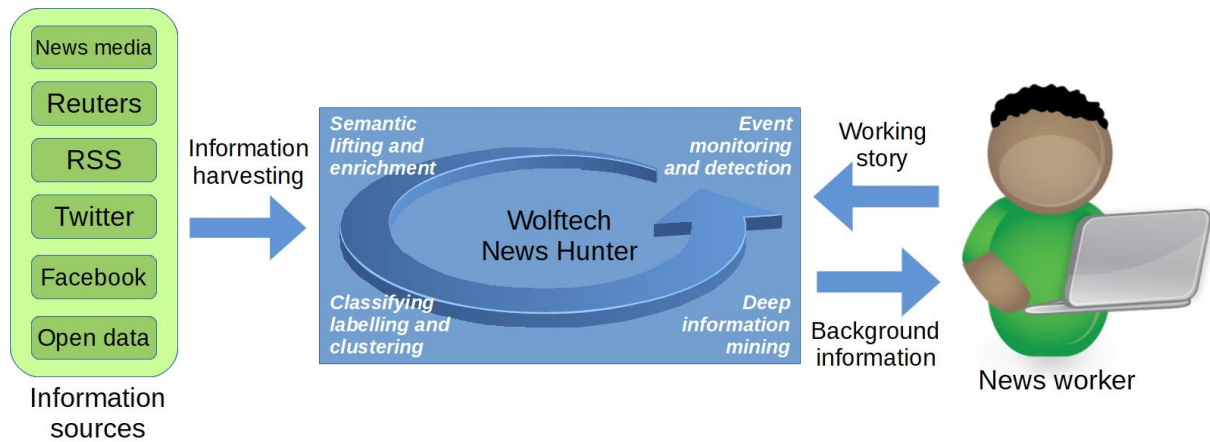 News media
Reuters
RSS
Twitter
Facebook
Open data
Information
sources
Information
harvesting
Semantic
lifting and
enrichment
Event
monitoring
and detection
Wolftech
News Hunter
Classifying
labelling and
clustering
Deep
information
mining
Working
story
Background
information
News worker